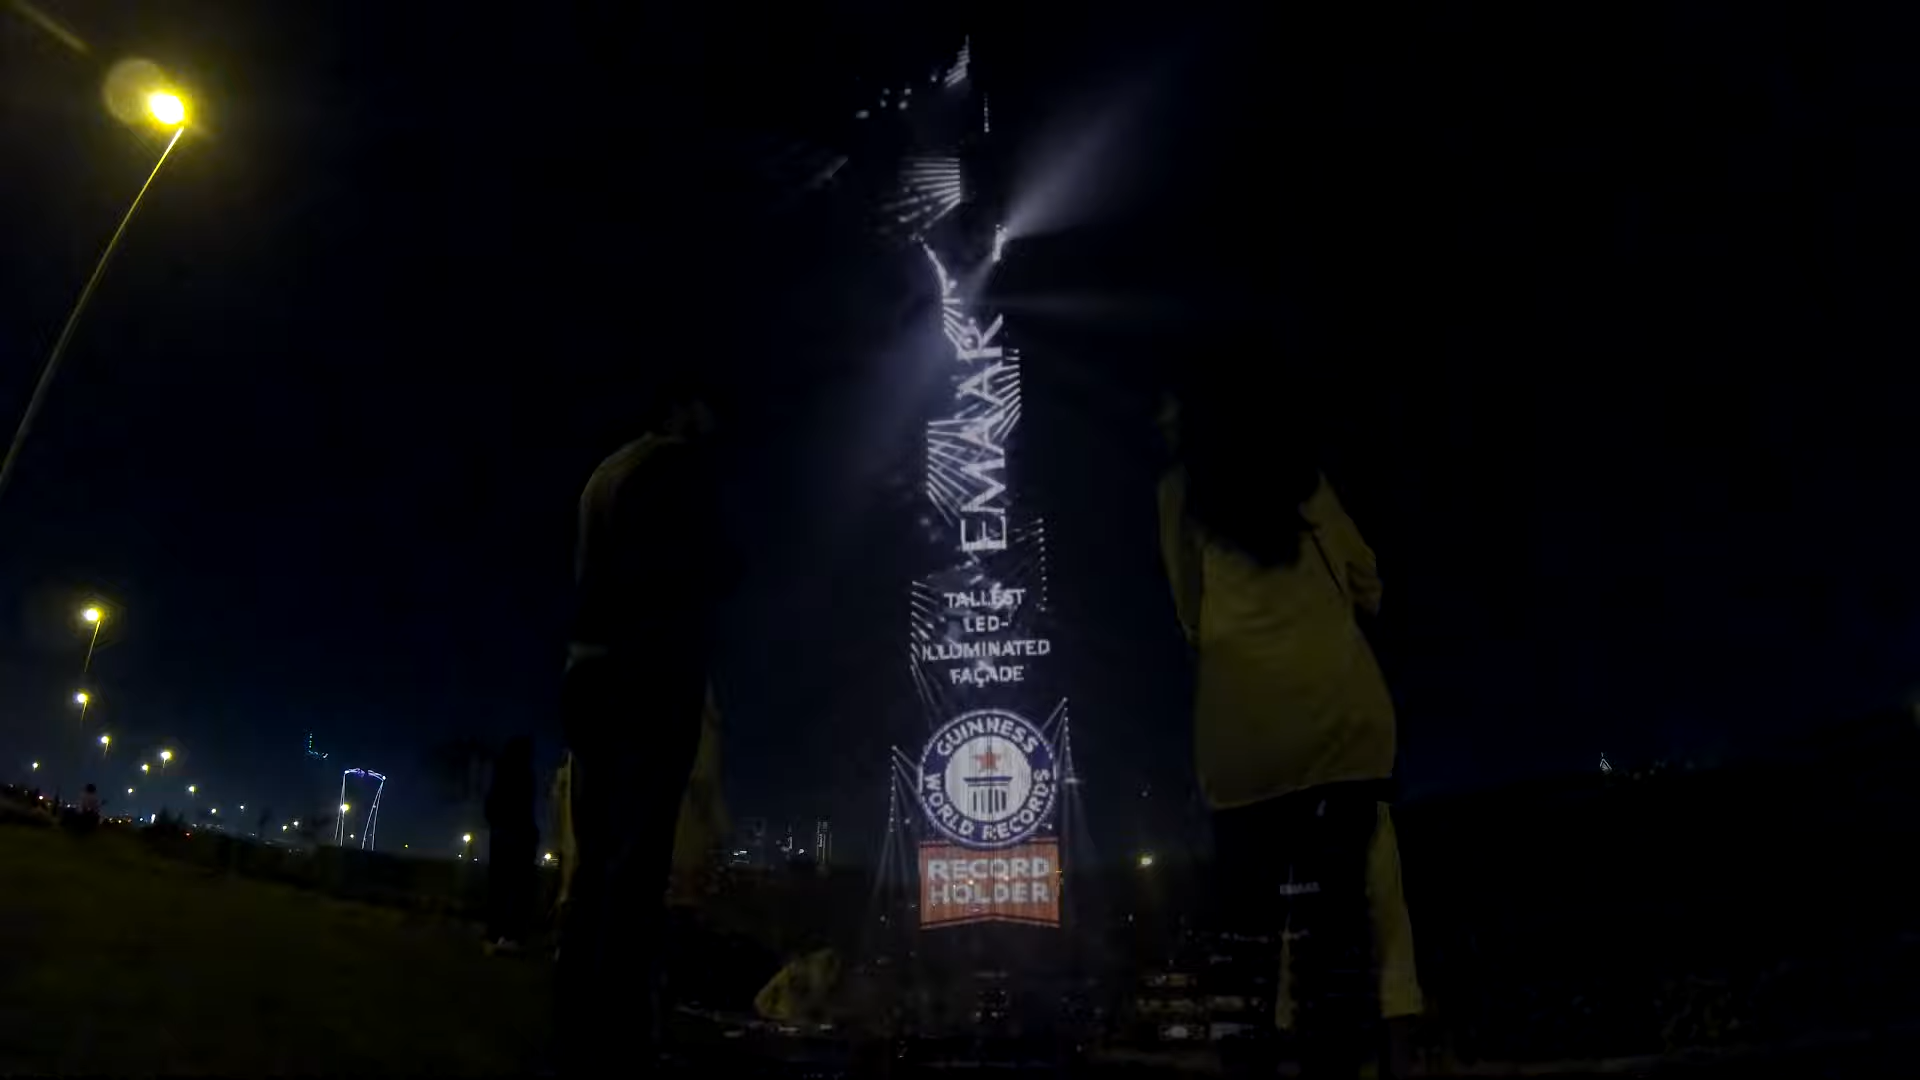 EMAAR
TALLEST
LED-
ILLUMINATED
FAÇADE
GUINNESS
WORLD RECORDS
RECORD
HOLDER